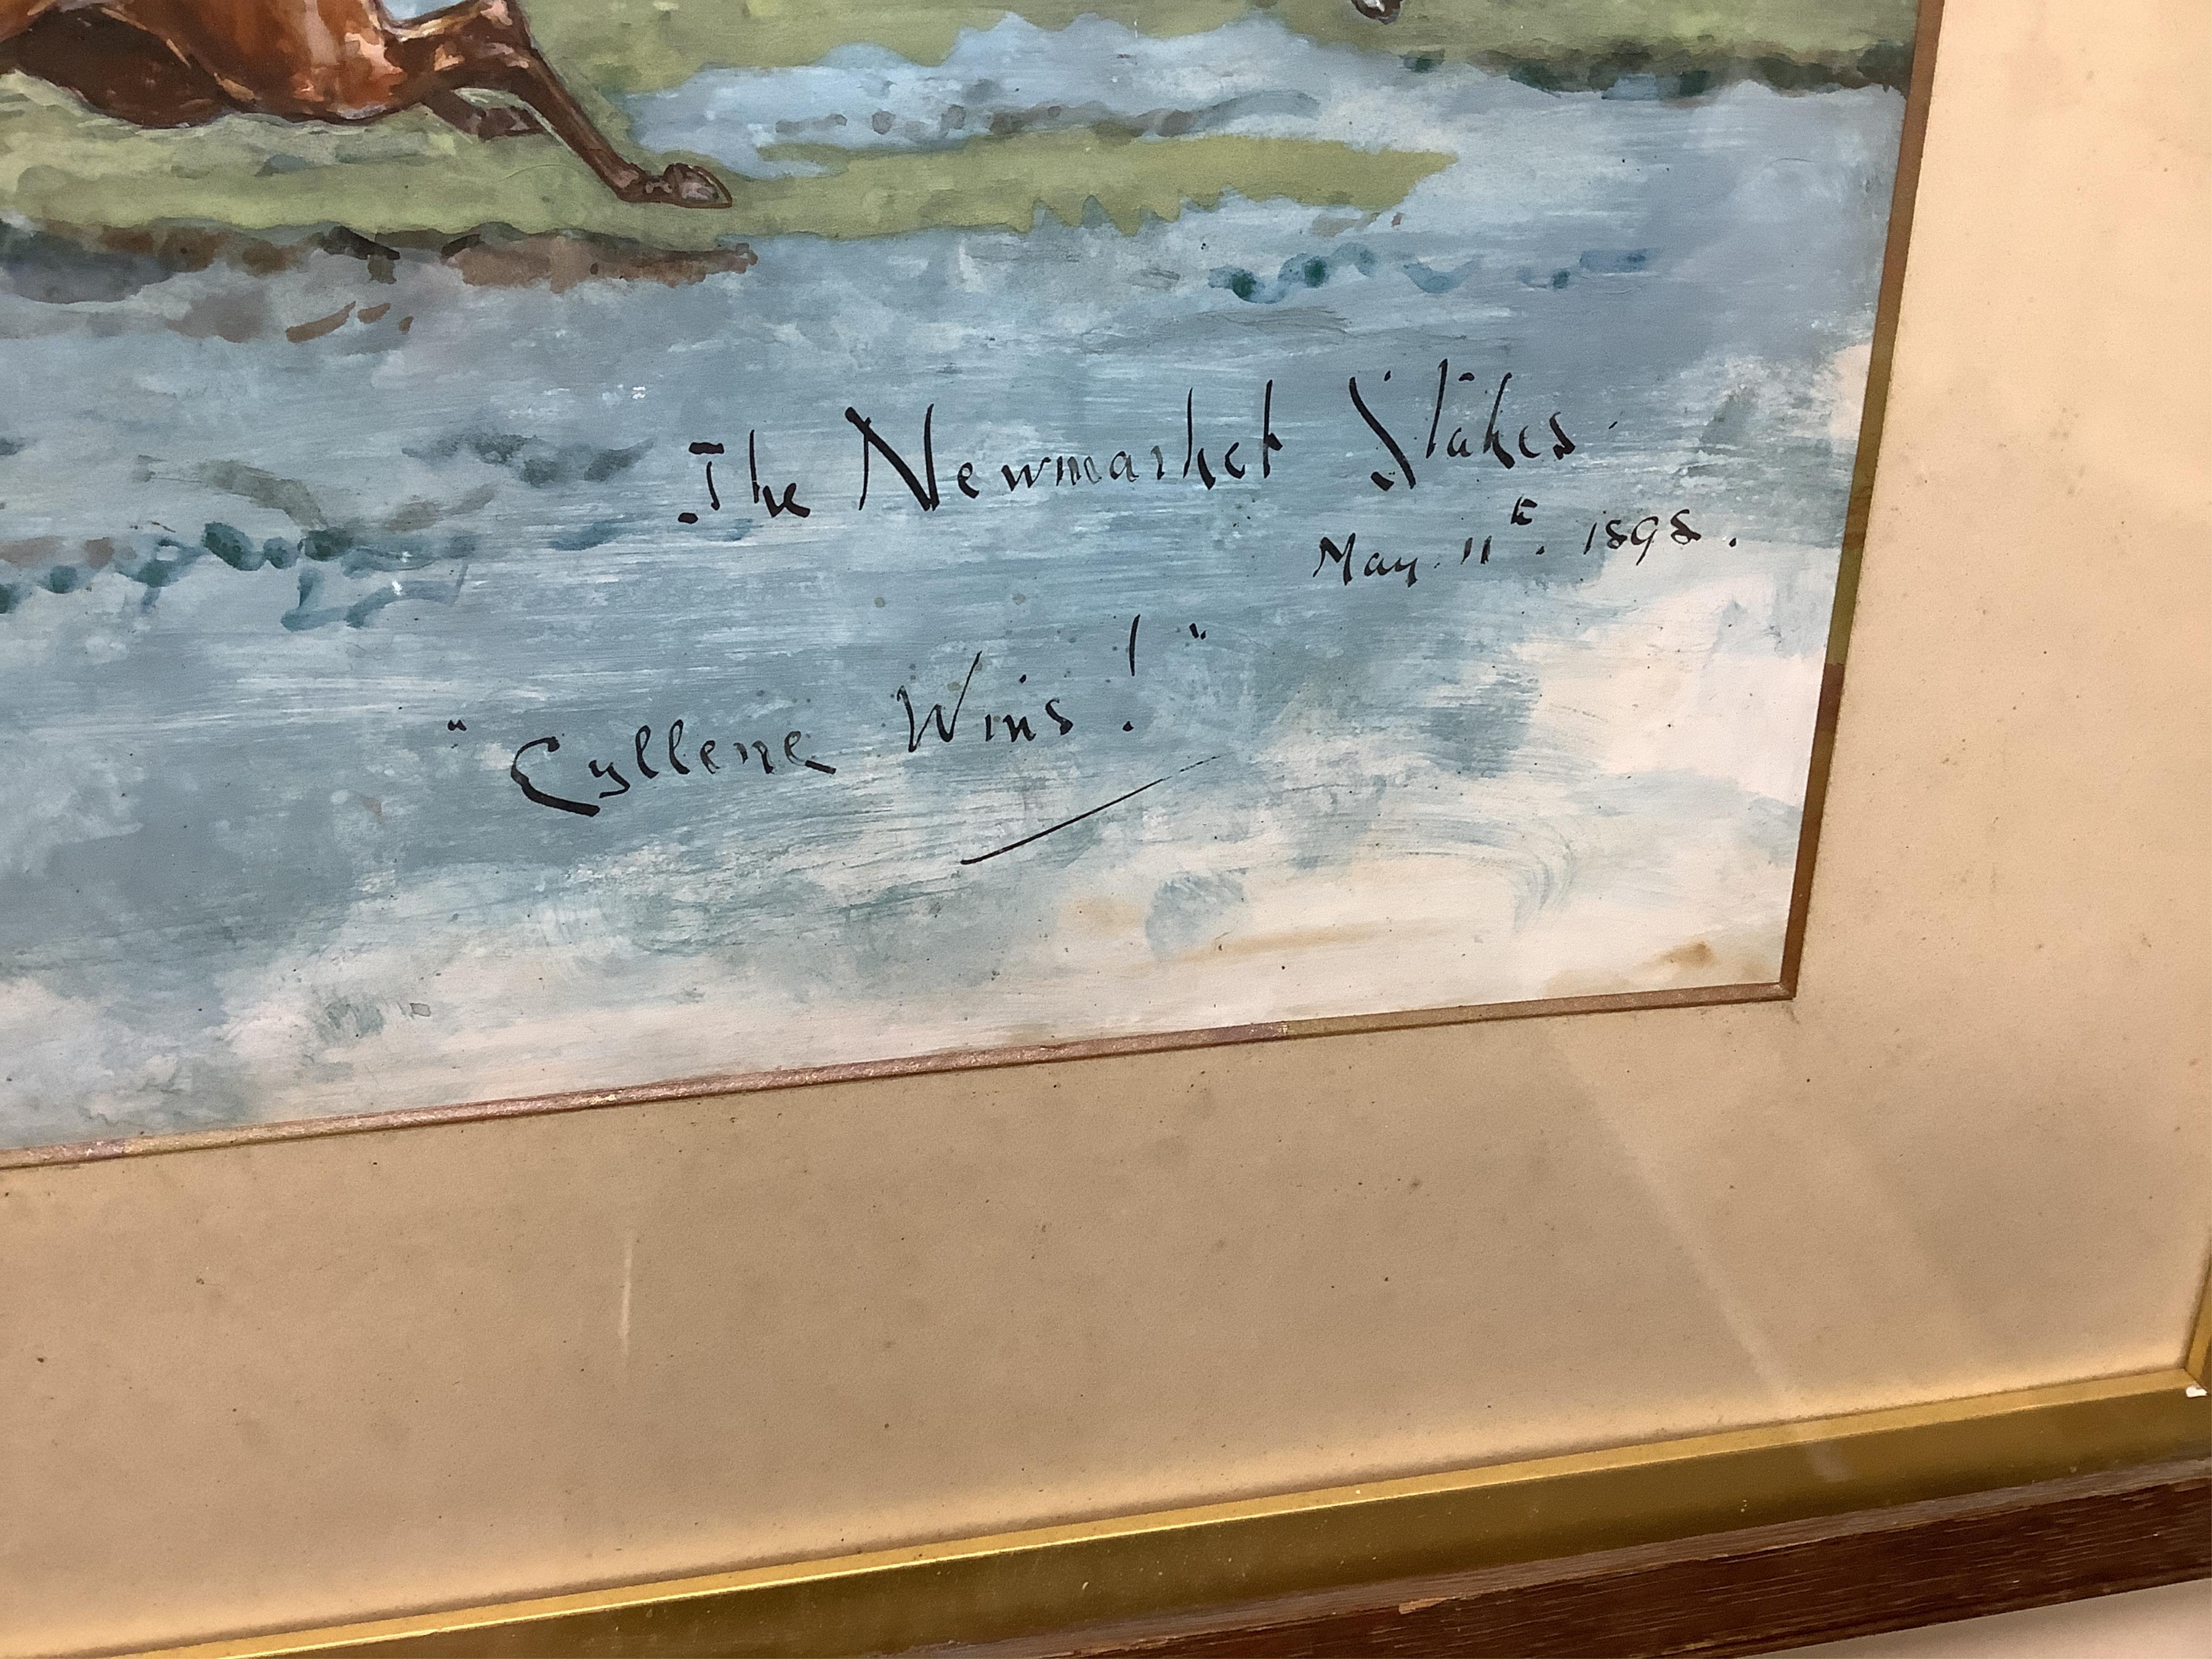 The Newmarket Stakes
May. 11th. 1898.
"Cyllene Wins!"